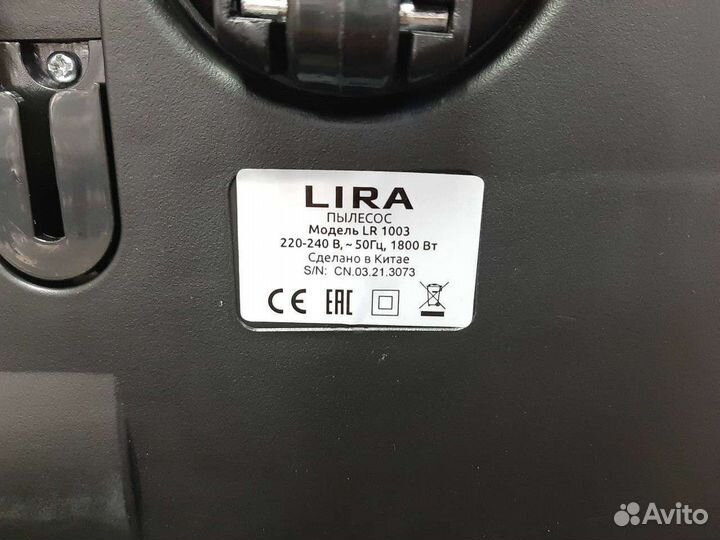 LIRA
ПЫЛЕСОС
Модель LR 1003
220-240 В, ~ 50Гц, 1800 Вт
Сделано в Китае
S/N: CN.03.21.3073
CE EAC
Avito